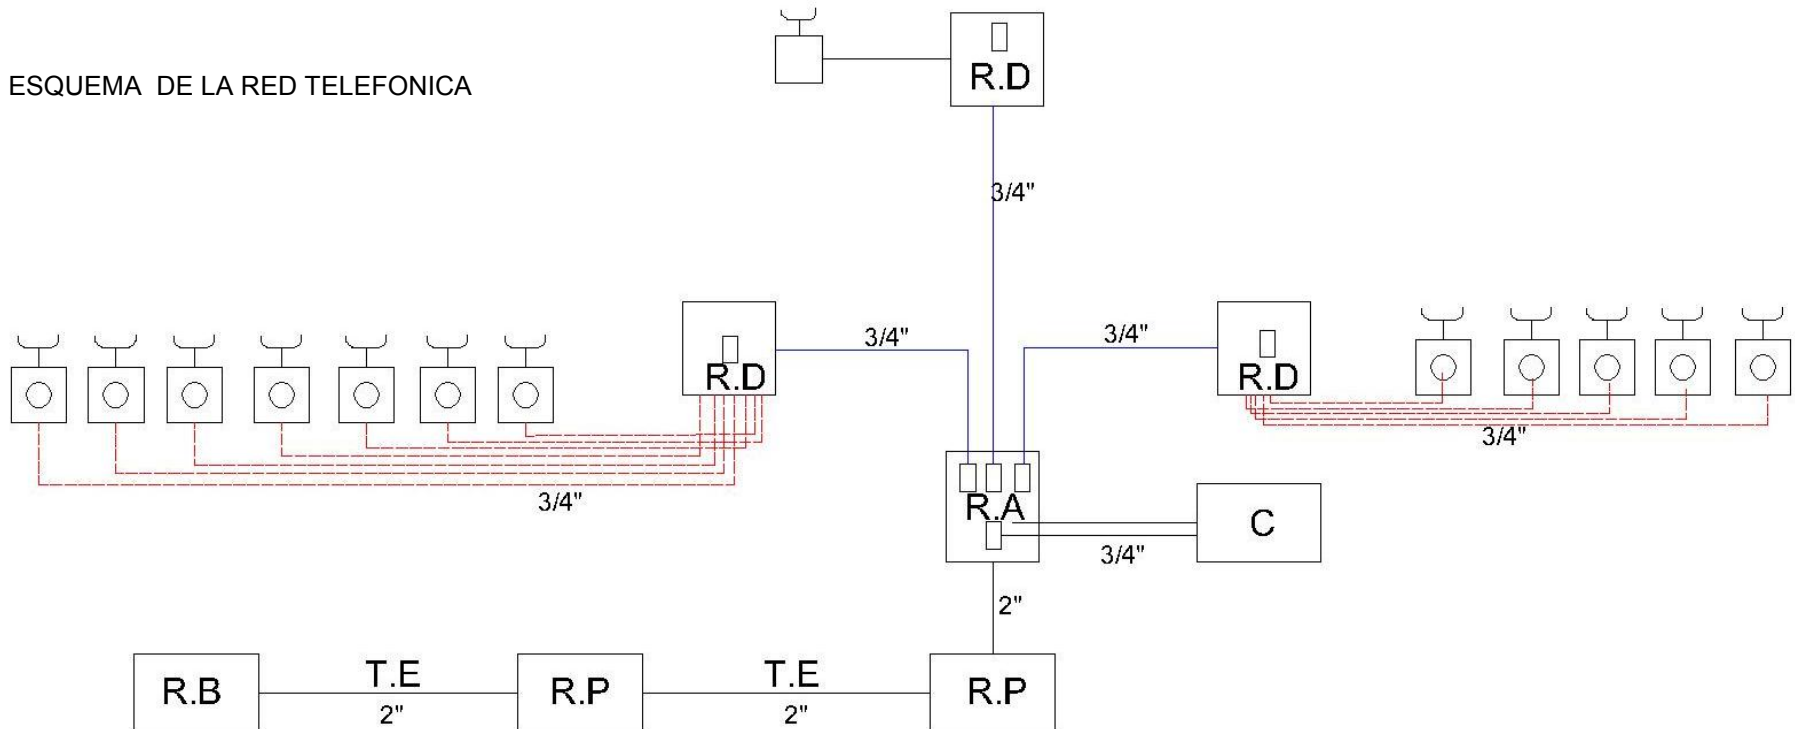 R.D
ESQUEMA DE LA RED TELEFONICA
3/4"
3/4"
3/4"
R.D
R.D
3/4"
3/4"
R.A
C
3/4"
2"
R.B
T.E
2"
R.P
T.E
2"
R.P